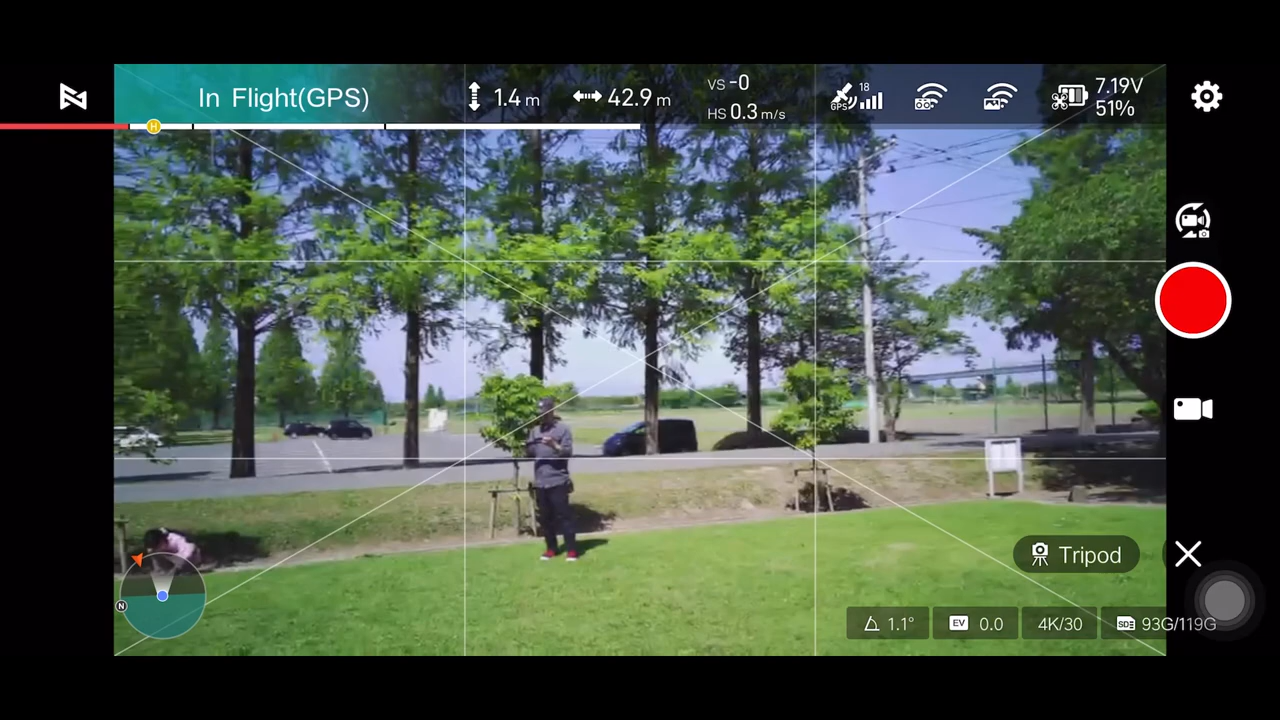 In Flight(GPS)
1.4 m
42.9 m
VS -0
HS 0.3 m/s
GPS
18
7.19V
51%
H
N
Tripod
1.1°
EV 0.0
4K/30
SD 93G/119G